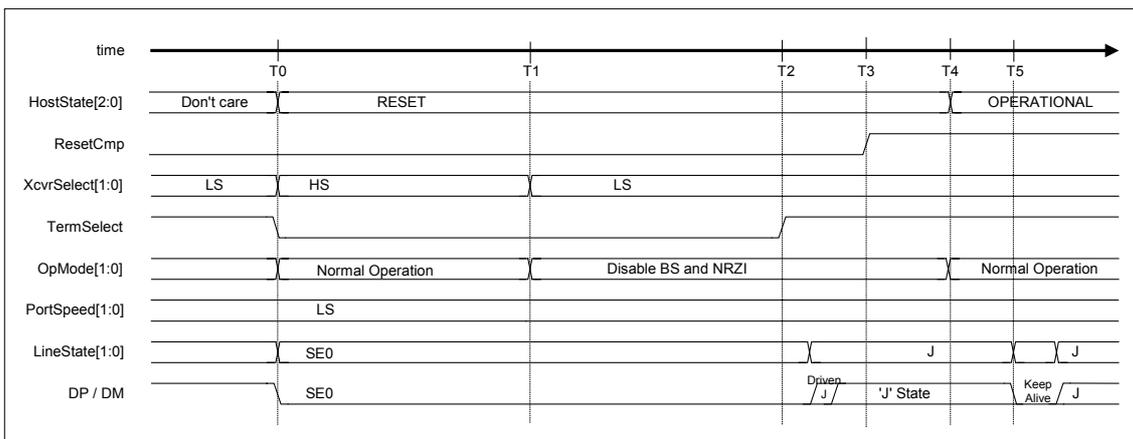 time
T0 T1 T2 T3 T4 T5
HostState[2:0] Don't care RESET OPERATIONAL
ResetCmp
XcvrSelect[1:0] LS HS LS
TermSelect
OpMode[1:0] Normal Operation Disable BS and NRZI Normal Operation
PortSpeed[1:0] LS
LineState[1:0] SE0 J J
DP / DM SE0 Driven J 'J' State Keep Alive J